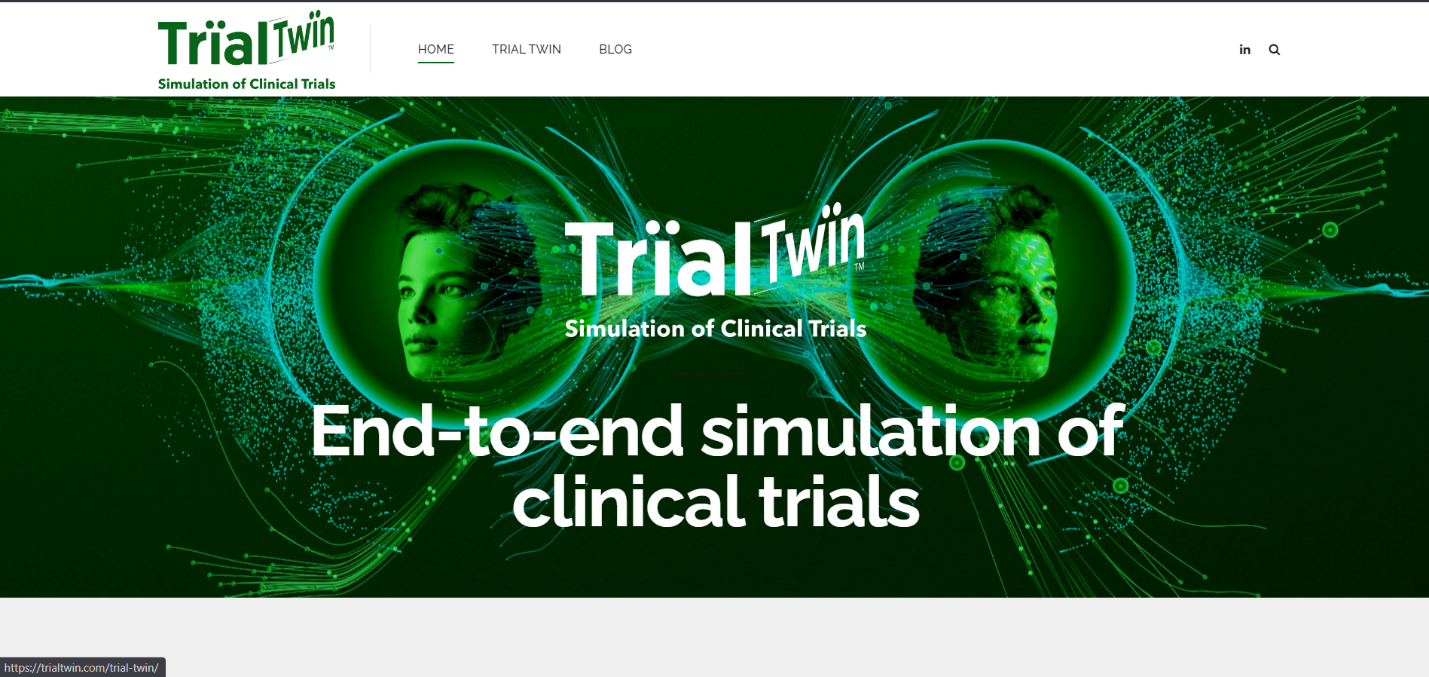 Trïal Twïn
TM
Simulation of Clinical Trials
HOME
TRIAL TWIN
BLOG
in
Trïal Twïn
TM
Simulation of Clinical Trials
End-to-end simulation of
clinical trials
https://trialtwin.com/trial-twin/